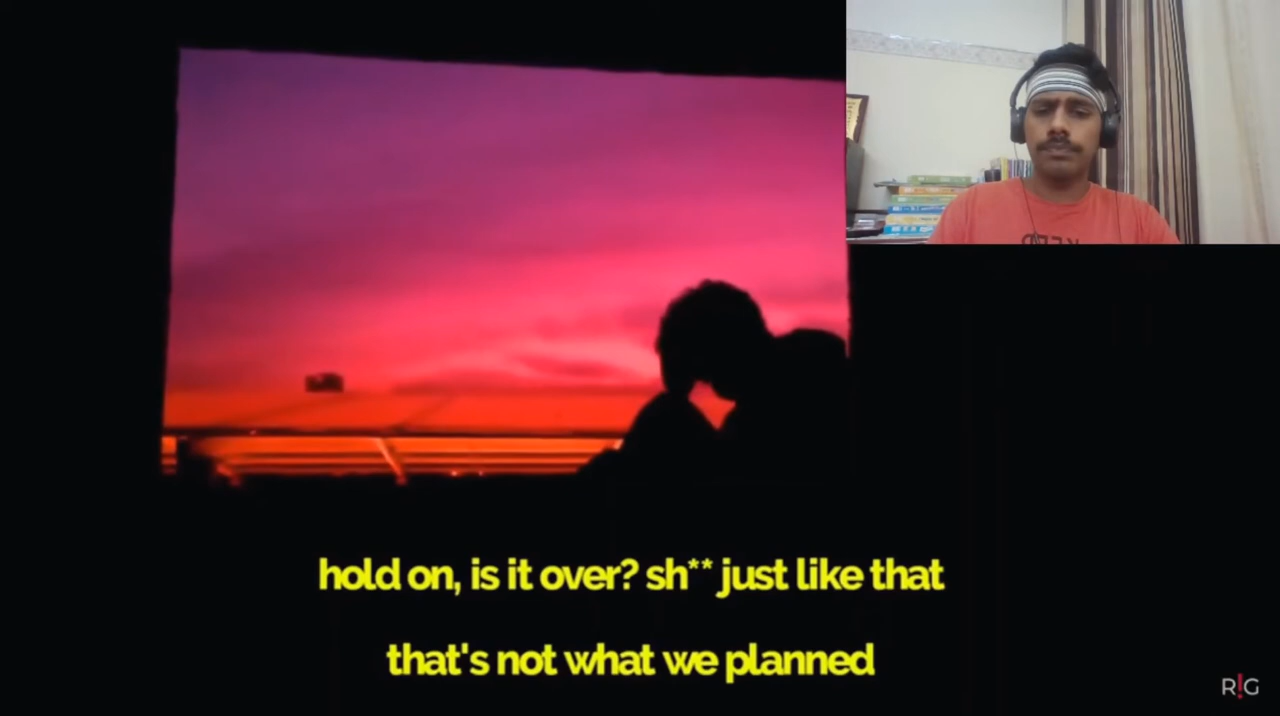 hold on, is it over? sh** just like that
that's not what we planned
R!G